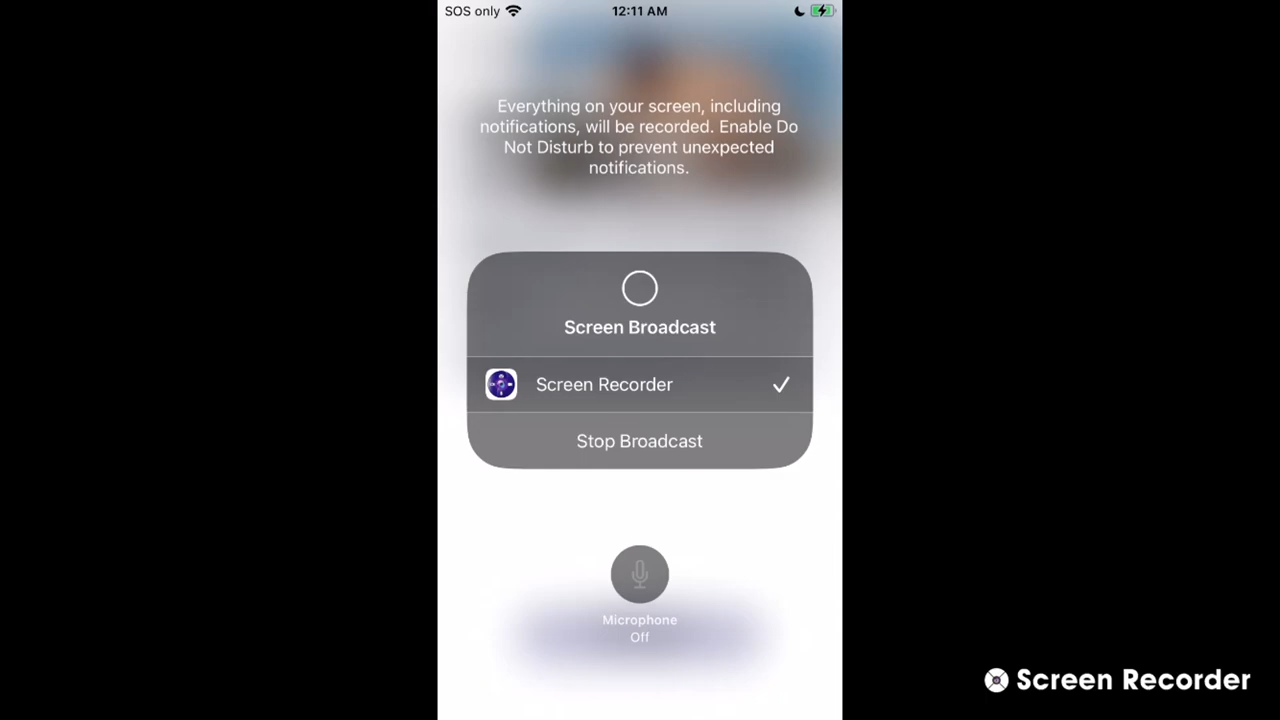 SOS only 12:11 AM
Everything on your screen, including
notifications, will be recorded. Enable Do
Not Disturb to prevent unexpected
notifications.
Screen Broadcast
Screen Recorder
Stop Broadcast
Microphone
Off
Screen Recorder